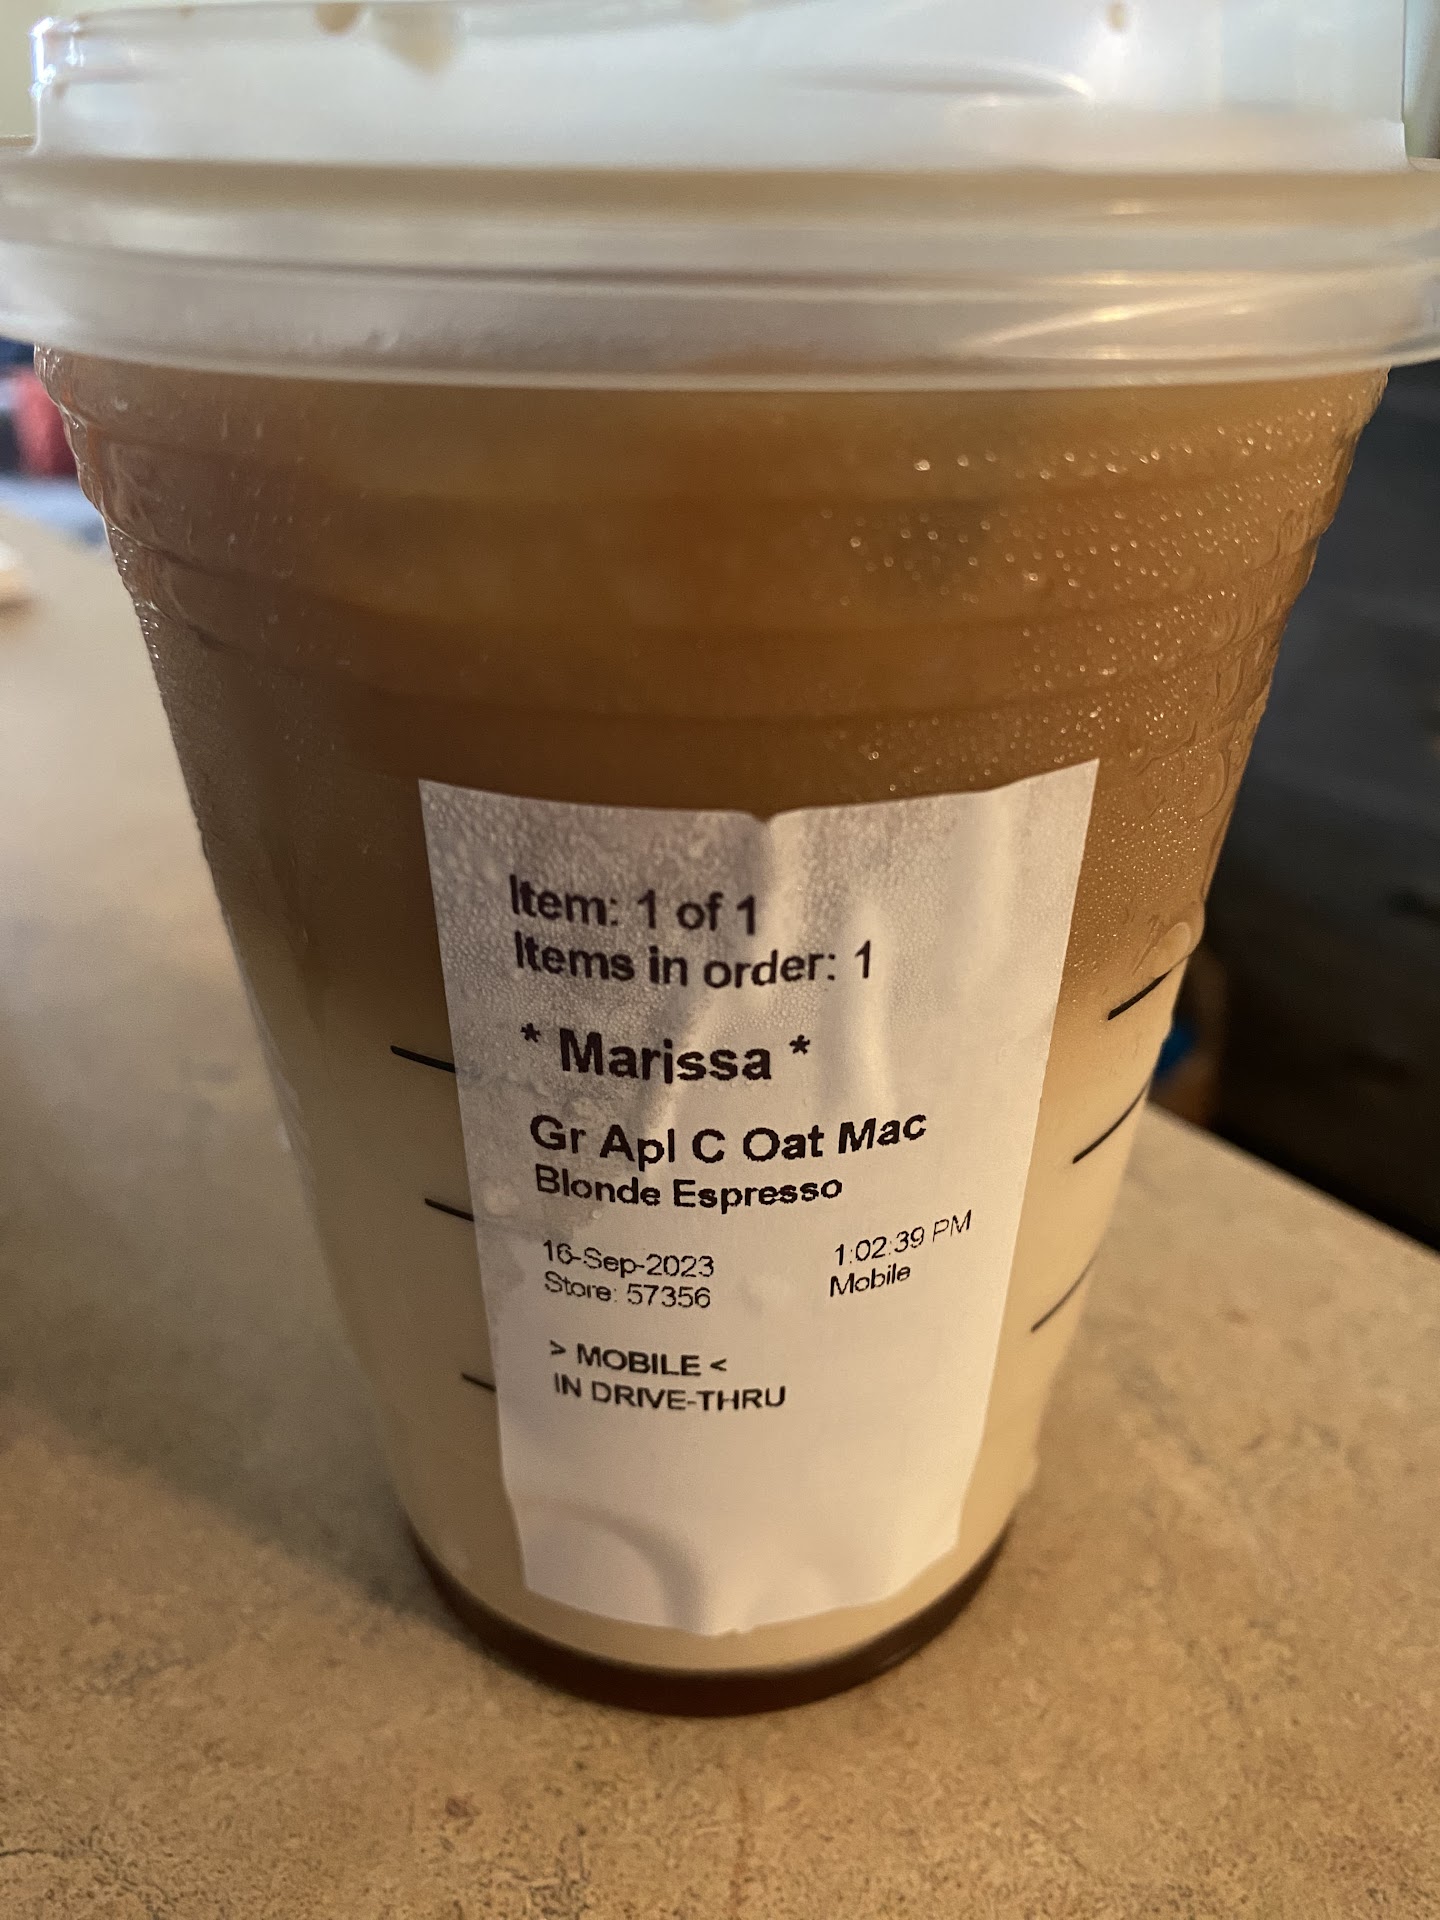 Item: 1 of 1
Items in order: 1
* Marissa *
Gr Apl C Oat Mac
Blonde Espresso
16-Sep-2023 1:02:39 PM
Store: 57356 Mobile
> MOBILE <
IN DRIVE-THRU